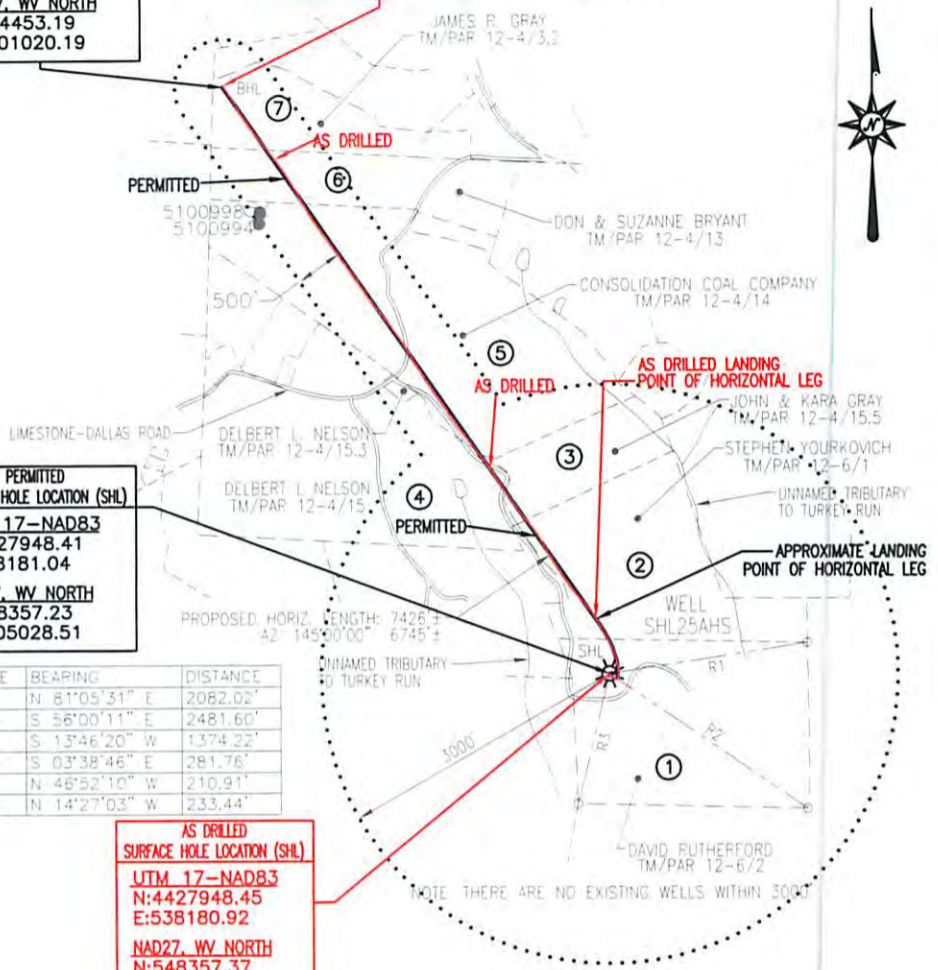 WV NORTH
4453.19
01020.19
JAMES R. GRAY
TM/PAR 12-4/3.2
BHL
⑦
AS DRILLED
⑥
PERMITTED
5100998
5100994
DON & SUZANNE BRYANT
TM/PAR 12-4/13
CONSOLIDATION COAL COMPANY
TM/PAR 12-4/14
500'
⑤
AS DRILLED
AS DRILLED LANDING
POINT OF HORIZONTAL LEG
JOHN & KARA GRAY
TM/PAR 12-4/15.5
LIMESTONE-DALLAS ROAD
DELBERT L. NELSON
TM/PAR 12-4/15.3
③
STEPHEN YOURKOVICH
TM/PAR 12-6/1
DELBERT L. NELSON
TM/PAR 12-4/15
④
PERMITTED
UNNAMED TRIBUTARY
TO TURKEY RUN
PERMITTED
HOLE LOCATION (SHL)
17-NAD83
27948.41
8181.04
, WV NORTH
8357.23
05028.51
②
APPROXIMATE LANDING
POINT OF HORIZONTAL LEG
PROPOSED HORIZ. LENGTH: 7426'±
AZ 145°00'00" 6745'±
WELL
SHL25AHS
SHL
UNNAMED TRIBUTARY
TO TURKEY RUN
R1
R2
R3
E BEARING DISTANCE
N 81°05'31" E 2082.02'
S 56°00'11" E 2481.60'
S 13°46'20" W 1374.22'
S 03°38'46" E 281.76'
N 46°52'10" W 210.91'
N 14°27'03" W 233.44'
3000'
①
DAVID RUTHERFORD
TM/PAR 12-6/2
NOTE THERE ARE NO EXISTING WELLS WITHIN 3000'
AS DRILLED
SURFACE HOLE LOCATION (SHL)
UTM 17-NAD83
N:4427948.45
E:538180.92
NAD27, WV NORTH
N:548357.37
N